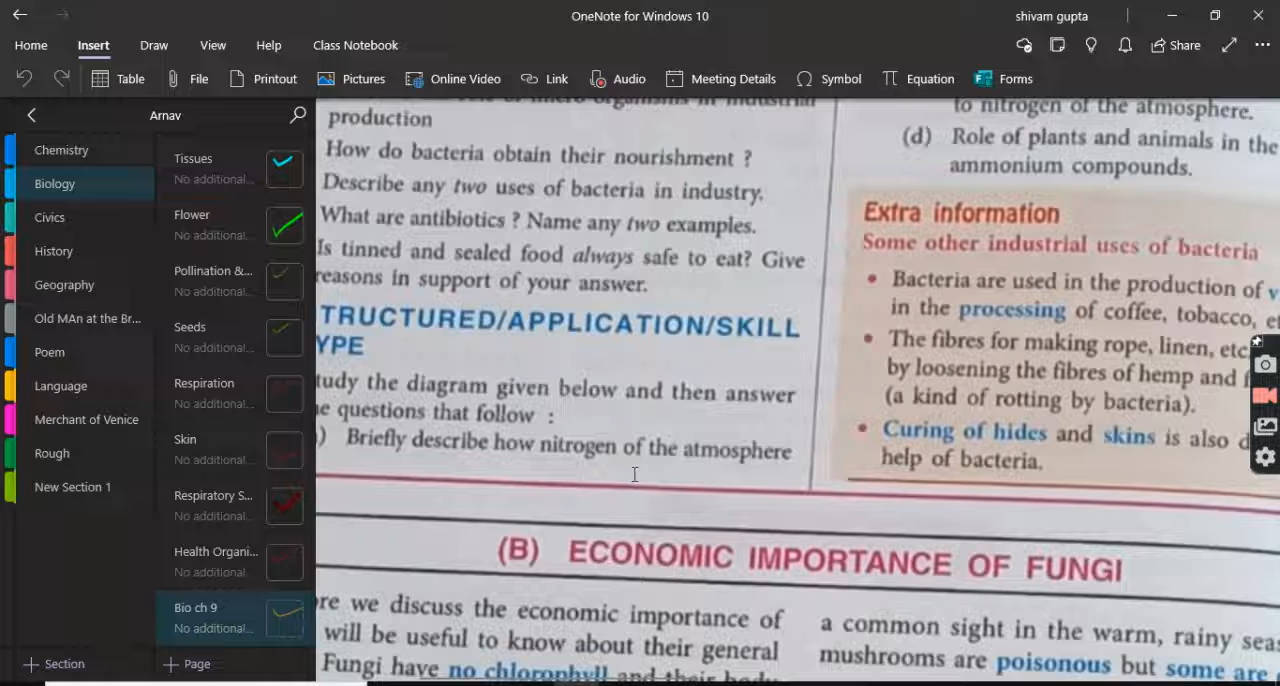 OneNote for Windows 10
shivam gupta
Home Insert Draw View Help Class Notebook
Share
Table File Printout Pictures Online Video Link Audio Meeting Details Symbol Equation Forms
Arnav
Chemistry
Biology
Civics
History
Geography
Old MAn at the Br...
Poem
Language
Merchant of Venice
Rough
New Section 1
+ Section
Tissues
No additional...
Flower
No additional...
Pollination &...
No additional...
Seeds
No additional...
Respiration
No additional...
Skin
No additional...
Respiratory S...
No additional...
Health Organi...
No additional...
Bio ch 9
No additional...
+ Page
micro-organisms in industrial
production
How do bacteria obtain their nourishment ?
Describe any two uses of bacteria in industry.
What are antibiotics ? Name any two examples.
Is tinned and sealed food always safe to eat? Give
reasons in support of your answer.
TRUCTURED/APPLICATION/SKILL
YPE
tudy the diagram given below and then answer
e questions that follow :
) Briefly describe how nitrogen of the atmosphere
to nitrogen of the atmosphere.
(d) Role of plants and animals in the
ammonium compounds.
Extra information
Some other industrial uses of bacteria
• Bacteria are used in the production of v
in the processing of coffee, tobacco, e
• The fibres for making rope, linen, etc.
by loosening the fibres of hemp and f
(a kind of rotting by bacteria).
• Curing of hides and skins is also d
help of bacteria.
(B) ECONOMIC IMPORTANCE OF FUNGI
re we discuss the economic importance of
will be useful to know about their general
Fungi have no chlorophyll and their body
a common sight in the warm, rainy sea
mushrooms are poisonous but some are